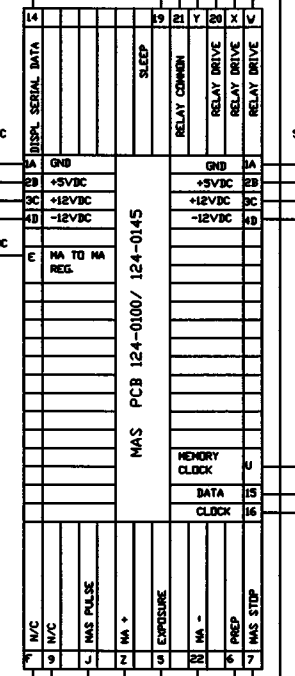 14 19 21 Y 20 X W
DISPL SERIAL DATA
SLEEP
RELAY COMMON
RELAY DRIVE
RELAY DRIVE
RELAY DRIVE
C
1A GND GND 1A
2B +5VDC +5VDC 2B
3C +12VDC +12VDC 3C
4D -12VDC -12VDC 4D
C
E MA TO MA
REG.
MAS PCB 124-0100/ 124-0145
MEMORY
CLOCK U
DATA 15
CLOCK 16
N/C
N/C
MAS PULSE
MA +
EXPOSURE
MA -
PREP
MAS STOP
9 J Z 5 22 6 7